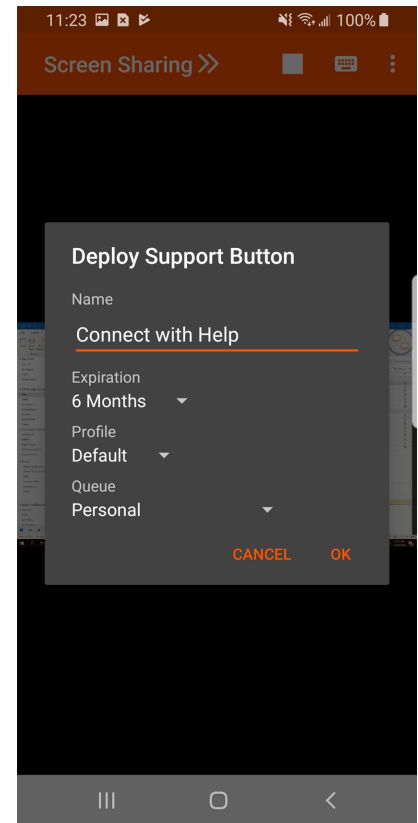 11:23 100%
Screen Sharing
Deploy Support Button
Name
Connect with Help
Expiration
6 Months
Profile
Default
Queue
Personal
CANCEL OK